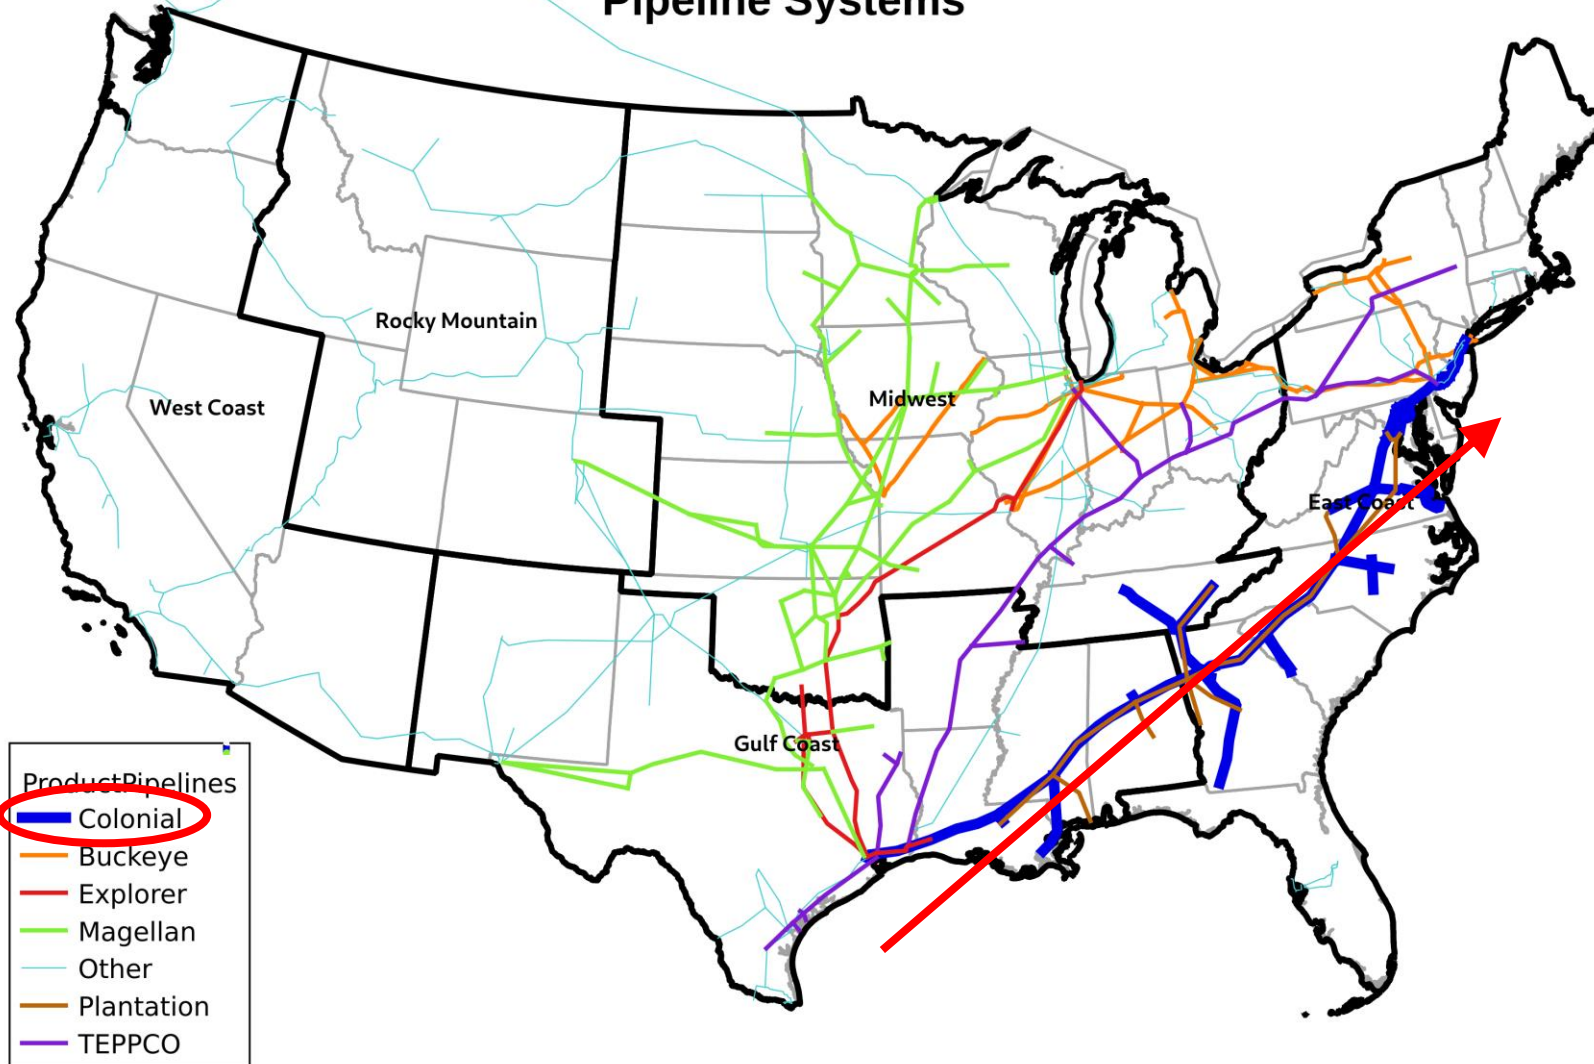 Pipeline Systems
Rocky Mountain
West Coast
Midwest
East Coast
Gulf Coast
ProductPipelines
Colonial
Buckeye
Explorer
Magellan
Other
Plantation
TEPPCO